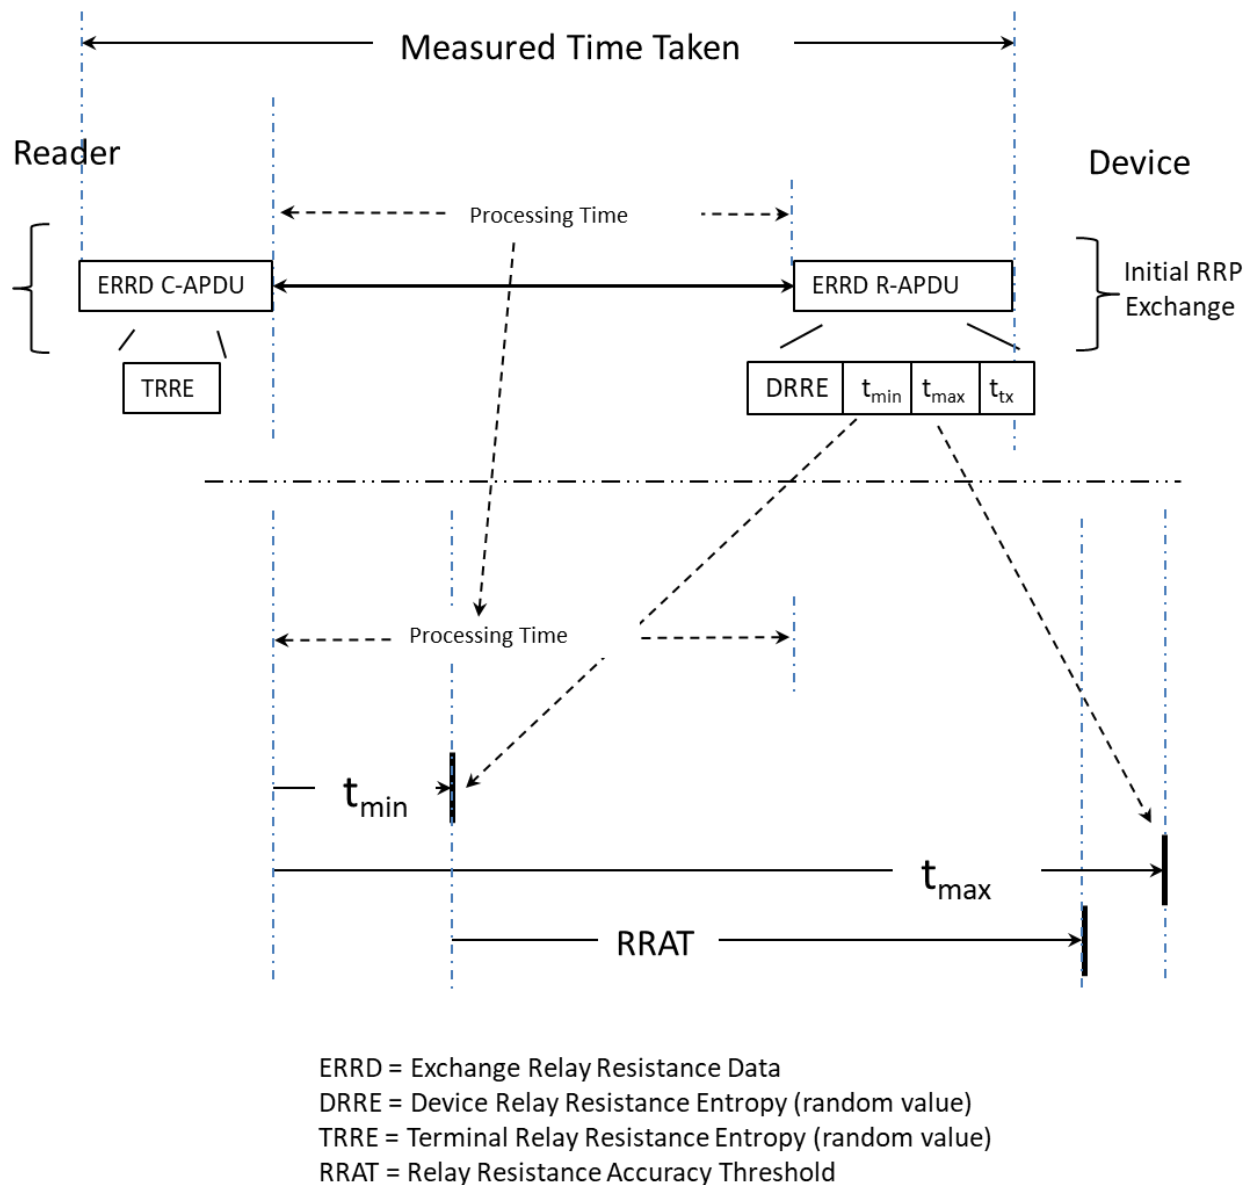 Measured Time Taken
Reader
Device
Processing Time
ERRD C-APDU
ERRD R-APDU
Initial RRP
Exchange
TRRE
DRRE
tmin
tmax
ttx
Processing Time
tmin
tmax
RRAT
ERRD = Exchange Relay Resistance Data
DRRE = Device Relay Resistance Entropy (random value)
TRRE = Terminal Relay Resistance Entropy (random value)
RRAT = Relay Resistance Accuracy Threshold